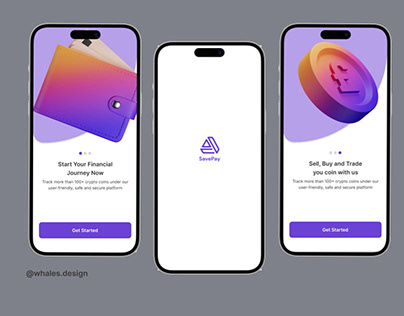 Start Your Financial
Journey Now
Track more than 100+ crypto coins under our
user-friendly, safe and secure platform
Get Started
SavePay
Sell, Buy and Trade
you coin with us
Track more than 100+ crypto coins under our
user-friendly, safe and secure platform
Get Started
@whales.design